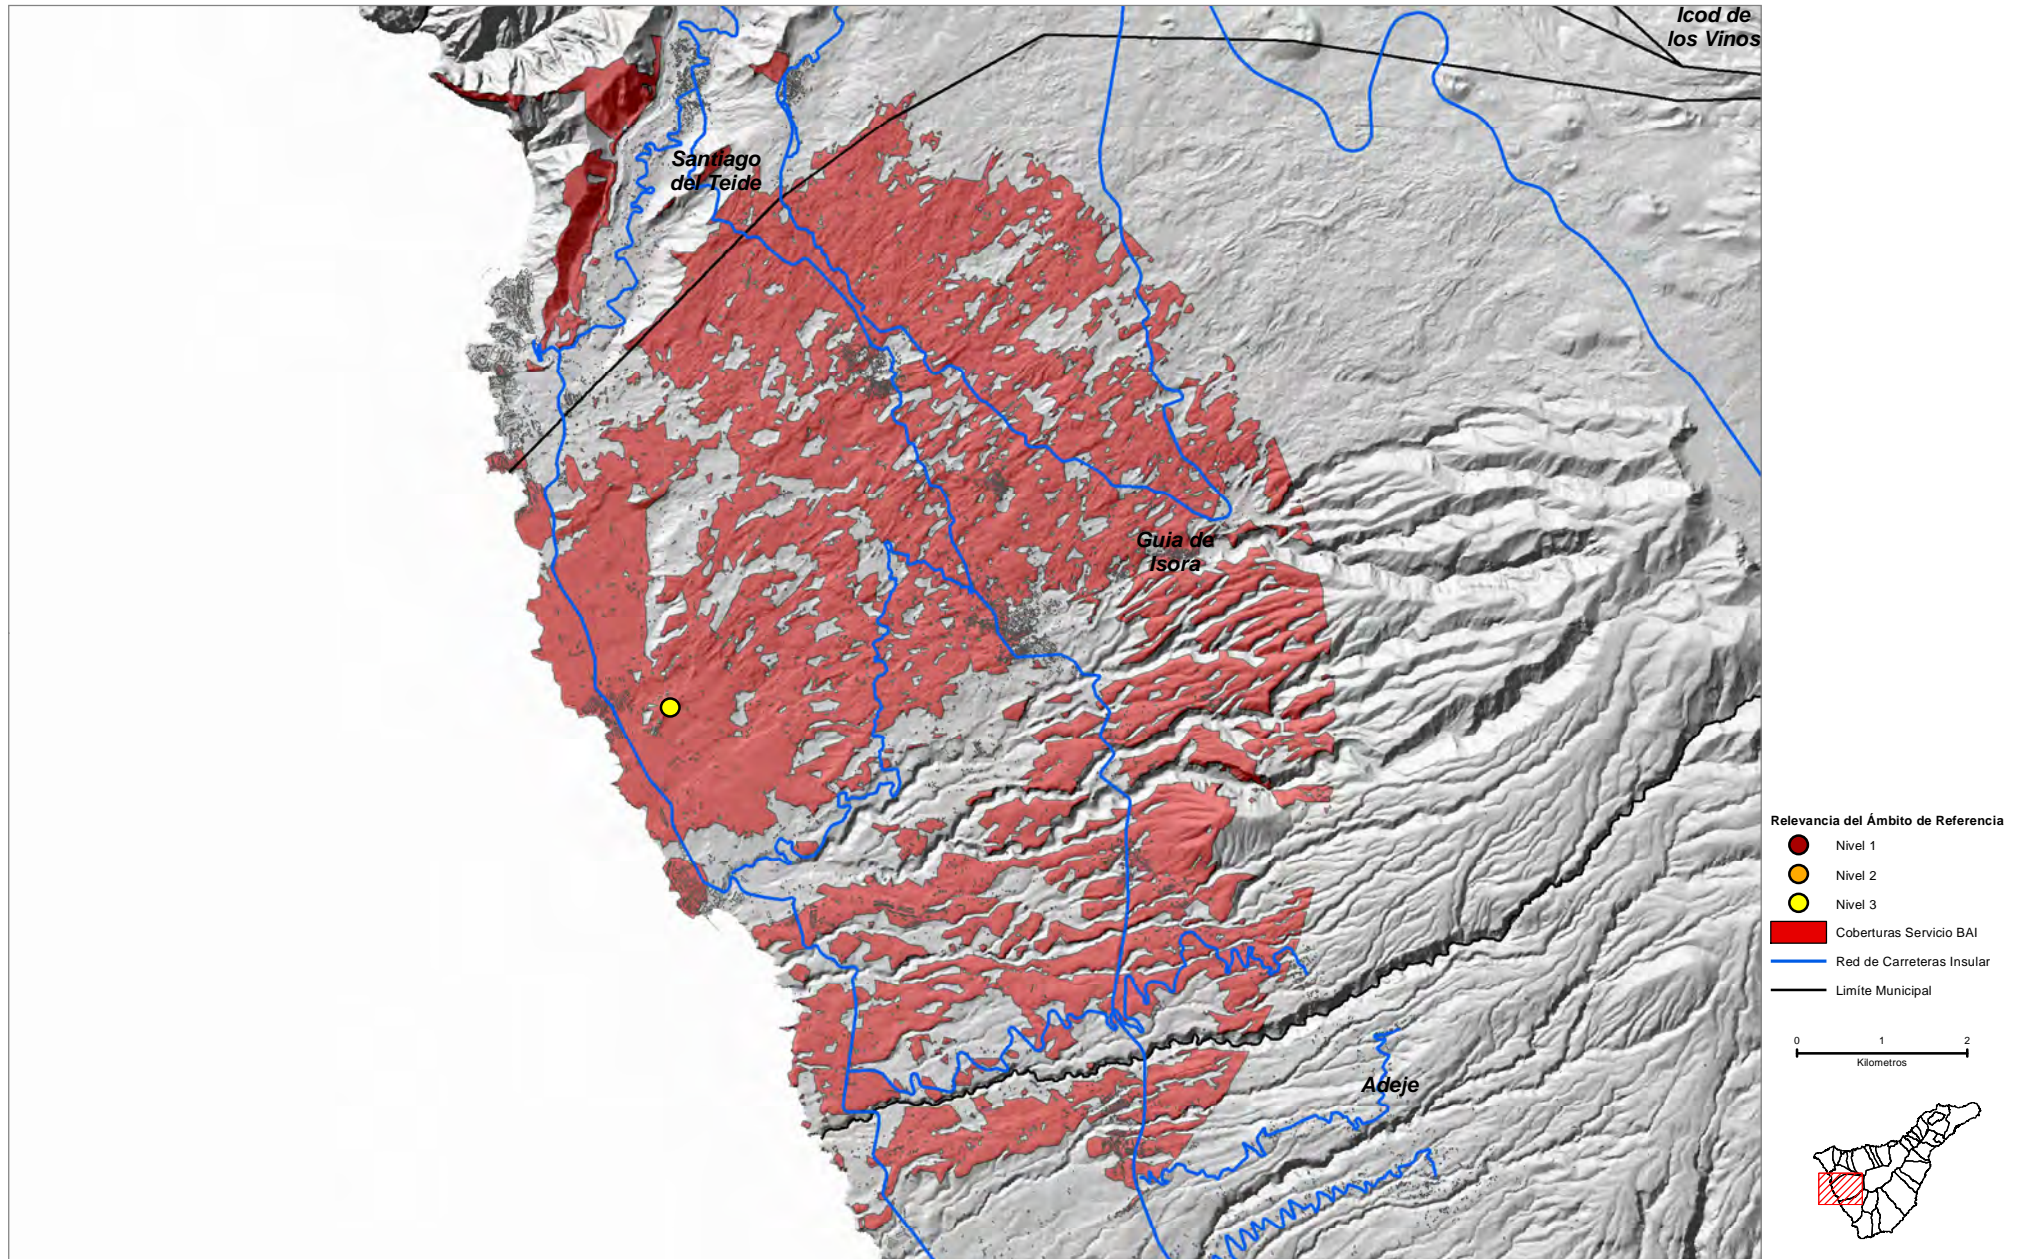 Icod de
los Vinos
Santiago
del Teide
Guia de
Isora
Adeje
Relevancia del Ámbito de Referencia
Nivel 1
Nivel 2
Nivel 3
Coberturas Servicio BAI
Red de Carreteras Insular
Limíte Municipal
0 1 2
Kilometros